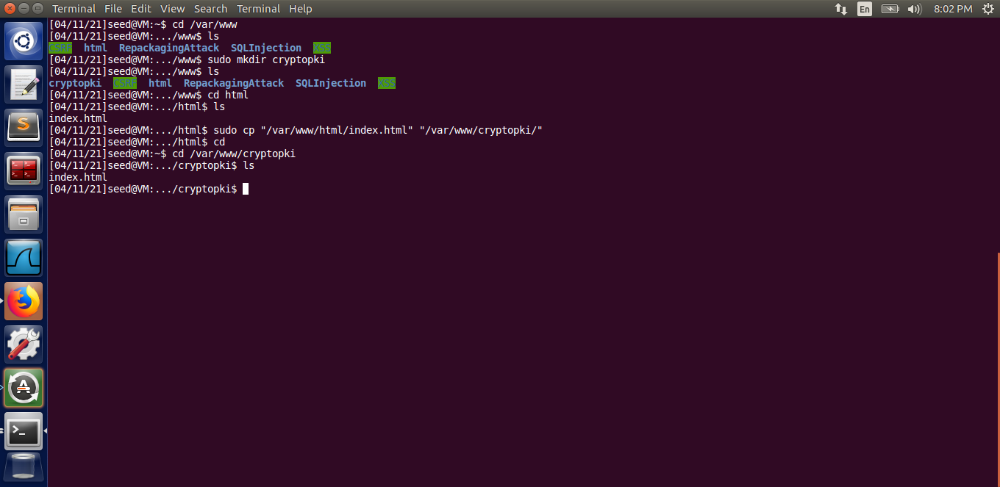 Terminal File Edit View Search Terminal Help En 8:02 PM
[04/11/21]seed@VM:~$ cd /var/www
[04/11/21]seed@VM:.../www$ ls
CSRF  html  RepackagingAttack  SQLInjection  XSS
[04/11/21]seed@VM:.../www$ sudo mkdir cryptopki
[04/11/21]seed@VM:.../www$ ls
cryptopki  CSRF  html  RepackagingAttack  SQLInjection  XSS
[04/11/21]seed@VM:.../www$ cd html
[04/11/21]seed@VM:.../html$ ls
index.html
[04/11/21]seed@VM:.../html$ sudo cp "/var/www/html/index.html" "/var/www/cryptopki/"
[04/11/21]seed@VM:.../html$ cd
[04/11/21]seed@VM:~$ cd /var/www/cryptopki
[04/11/21]seed@VM:.../cryptopki$ ls
index.html
[04/11/21]seed@VM:.../cryptopki$